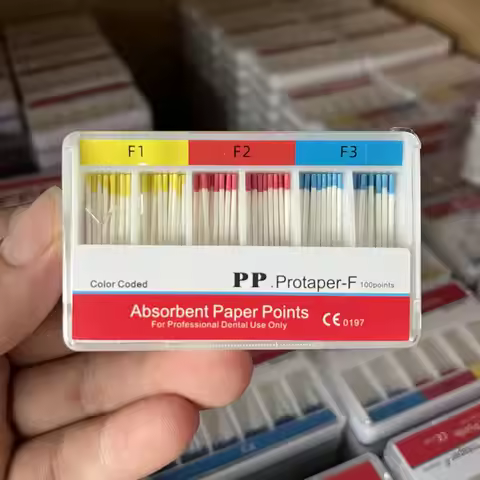 F1 F2 F3
Color Coded PP.Protaper-F 100points
Absorbent Paper Points
For Professional Dental Use Only
CE 0197